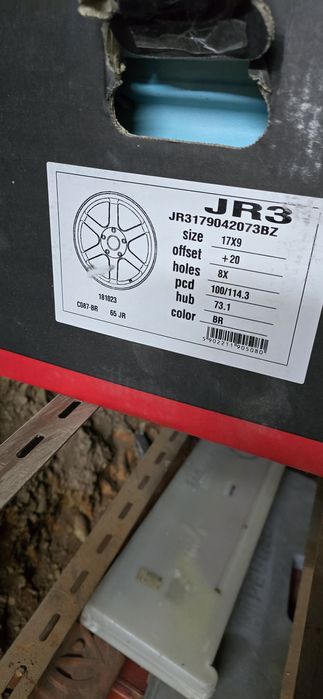 JR3
JR3179042073BZ
size 17X9
offset +20
holes 8X
pcd 100/114.3
hub 73.1
color BR
181023
C087-BR 65 JR
5902211905080